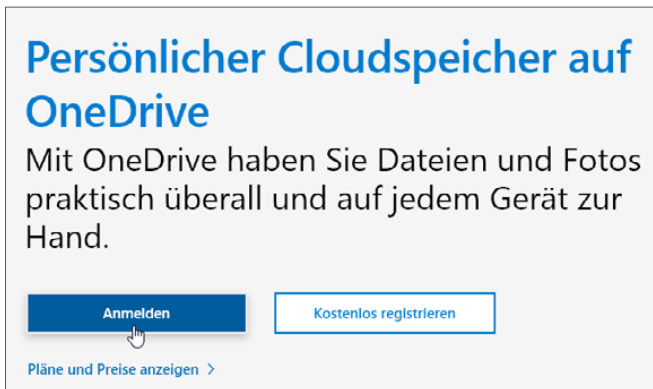 Persönlicher Cloudspeicher auf
OneDrive
Mit OneDrive haben Sie Dateien und Fotos
praktisch überall und auf jedem Gerät zur
Hand.
Anmelden
Kostenlos registrieren
Pläne und Preise anzeigen >